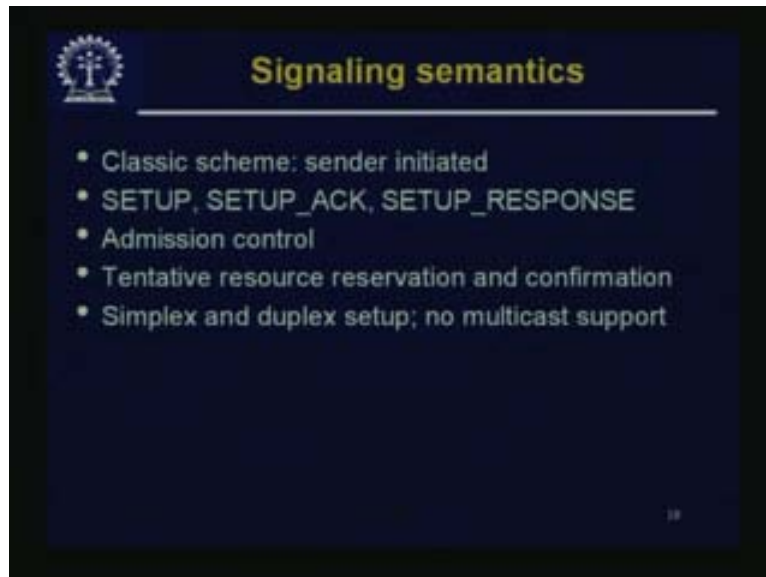 Signaling semantics
• Classic scheme: sender initiated
• SETUP, SETUP_ACK, SETUP_RESPONSE
• Admission control
• Tentative resource reservation and confirmation
• Simplex and duplex setup; no multicast support